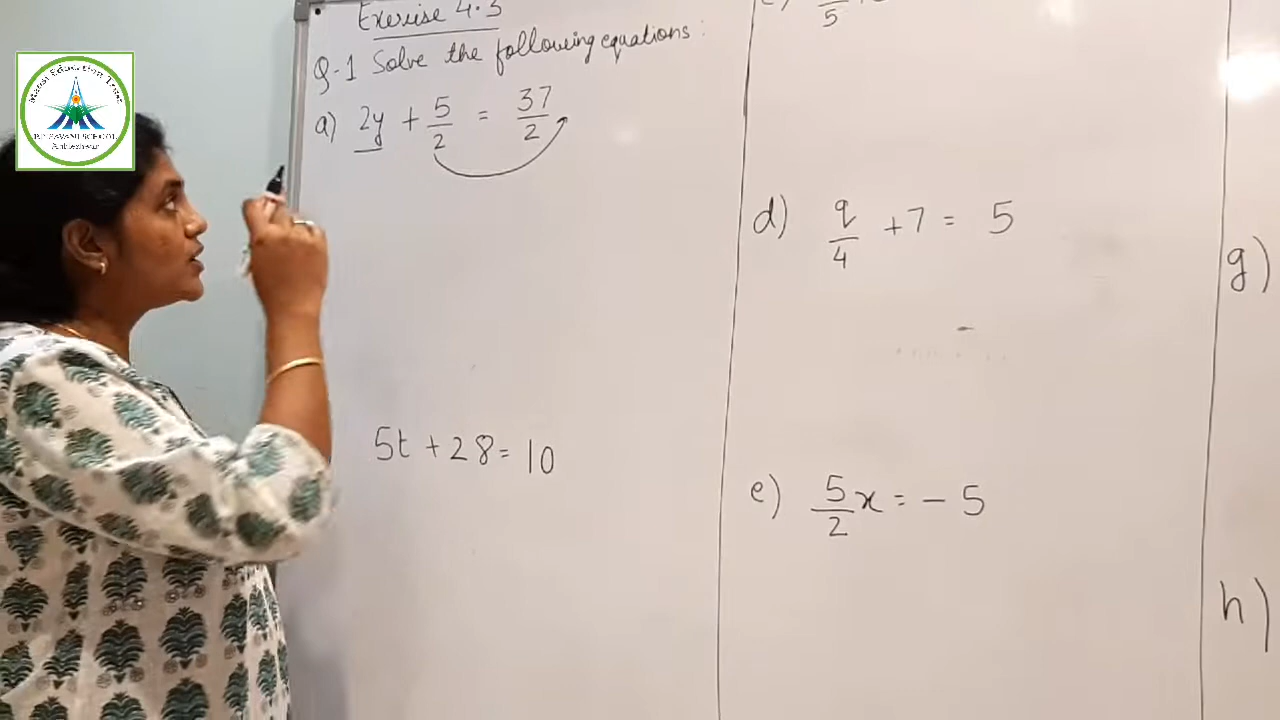 Exercise 4.3
Q-1 Solve the following equations:
a) 2y + 5/2 = 37/2
5t + 28 = 10
5
d) q/4 + 7 = 5
e) 5/2 x = - 5
g)
h)